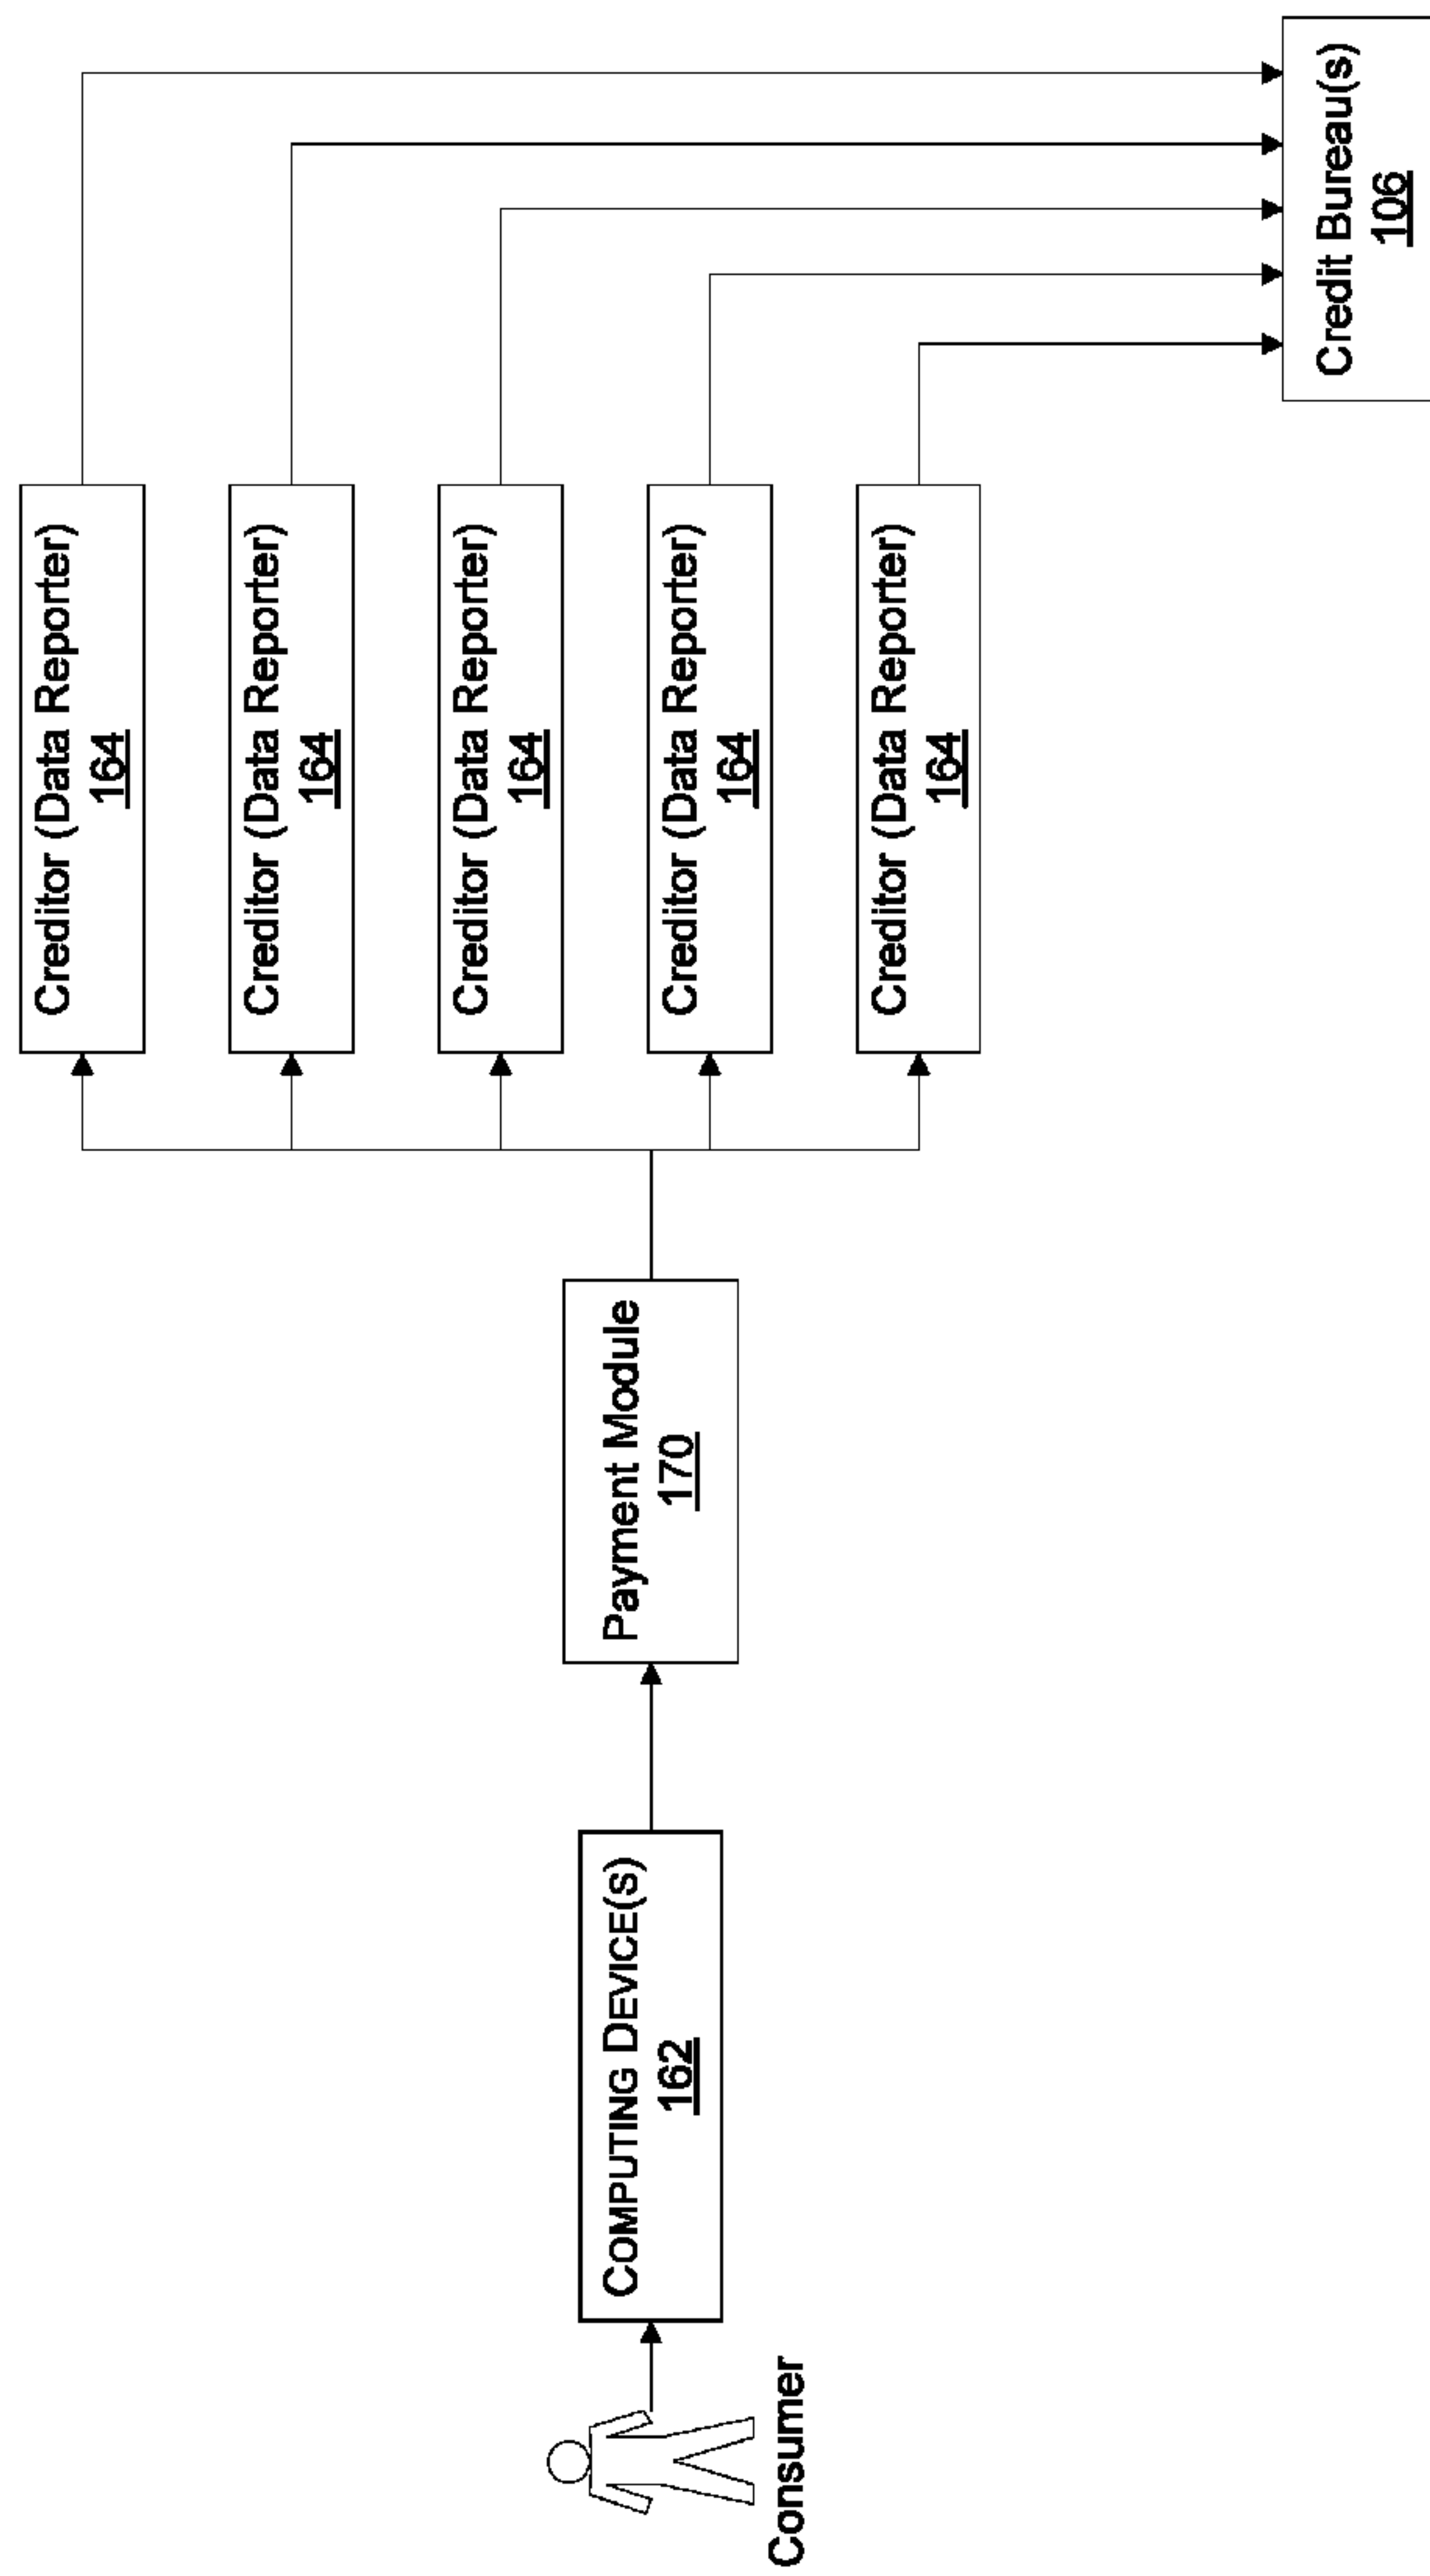 Consumer
COMPUTING DEVICE(S)
162
Payment Module
170
Creditor (Data Reporter)
164
Creditor (Data Reporter)
164
Creditor (Data Reporter)
164
Creditor (Data Reporter)
164
Creditor (Data Reporter)
164
Credit Bureau(s)
106